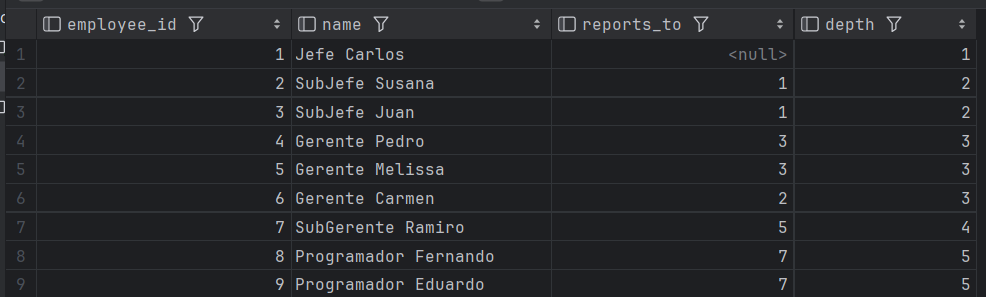 employee_id name reports_to depth
1 1 Jefe Carlos <null> 1
2 2 SubJefe Susana 1 2
3 3 SubJefe Juan 1 2
4 4 Gerente Pedro 3 3
5 5 Gerente Melissa 3 3
6 6 Gerente Carmen 2 3
7 7 SubGerente Ramiro 5 4
8 8 Programador Fernando 7 5
9 9 Programador Eduardo 7 5